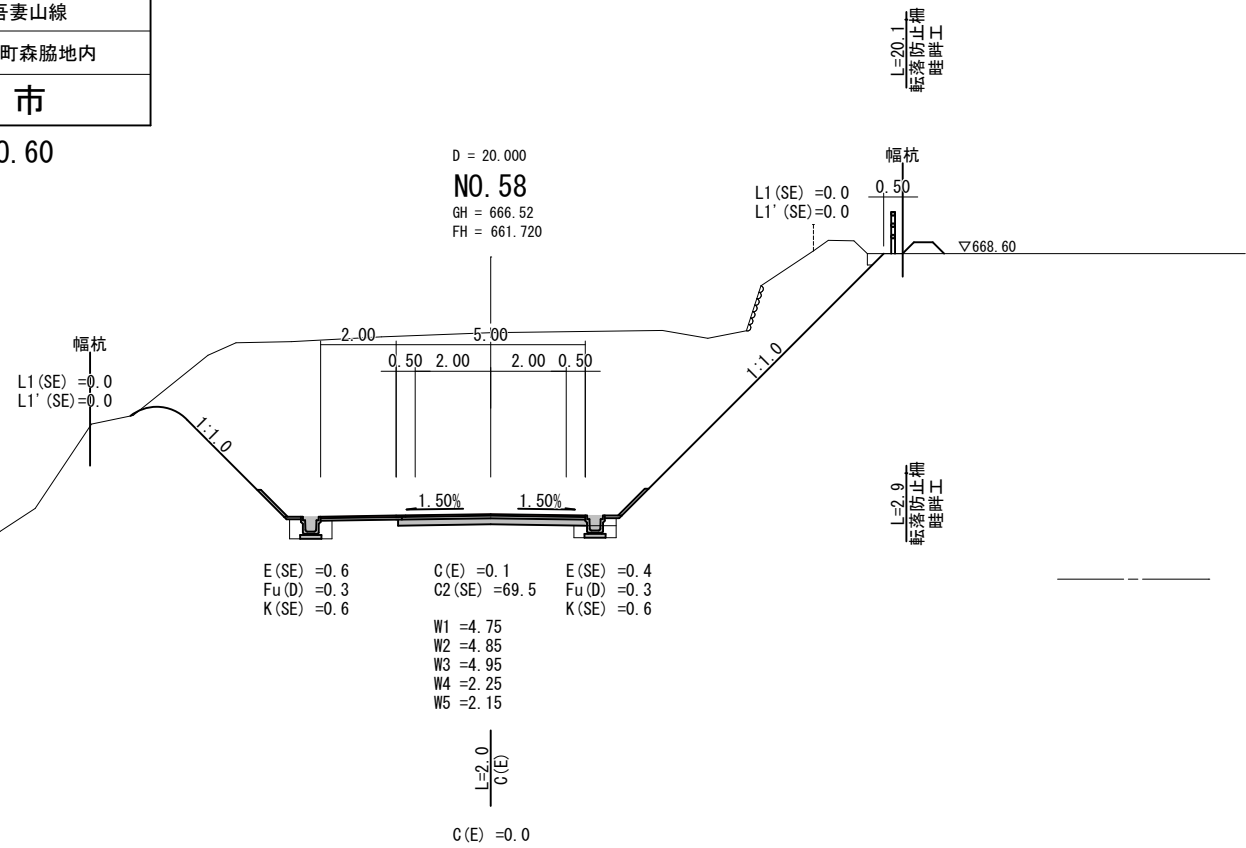 吾妻山線
町森脇地内
市
0.60
L=20.1
転落防止柵
畦畔工
D = 20.000
NO.58
GH = 666.52
FH = 661.720
幅杭
0.50
L1(SE) =0.0
L1'(SE)=0.0
▽668.60
幅杭
L1(SE) =0.0
L1'(SE)=0.0
2.00
5.00
0.50
2.00
2.00
0.50
1:1.0
1:1.0
1.50%
1.50%
L=2.9
転落防止柵
畦畔工
E(SE) =0.6
Fu(D) =0.3
K(SE) =0.6
C(E) =0.1
C2(SE) =69.5
E(SE) =0.4
Fu(D) =0.3
K(SE) =0.6
W1 =4.75
W2 =4.85
W3 =4.95
W4 =2.25
W5 =2.15
L=2.0
C(E)
C(E) =0.0